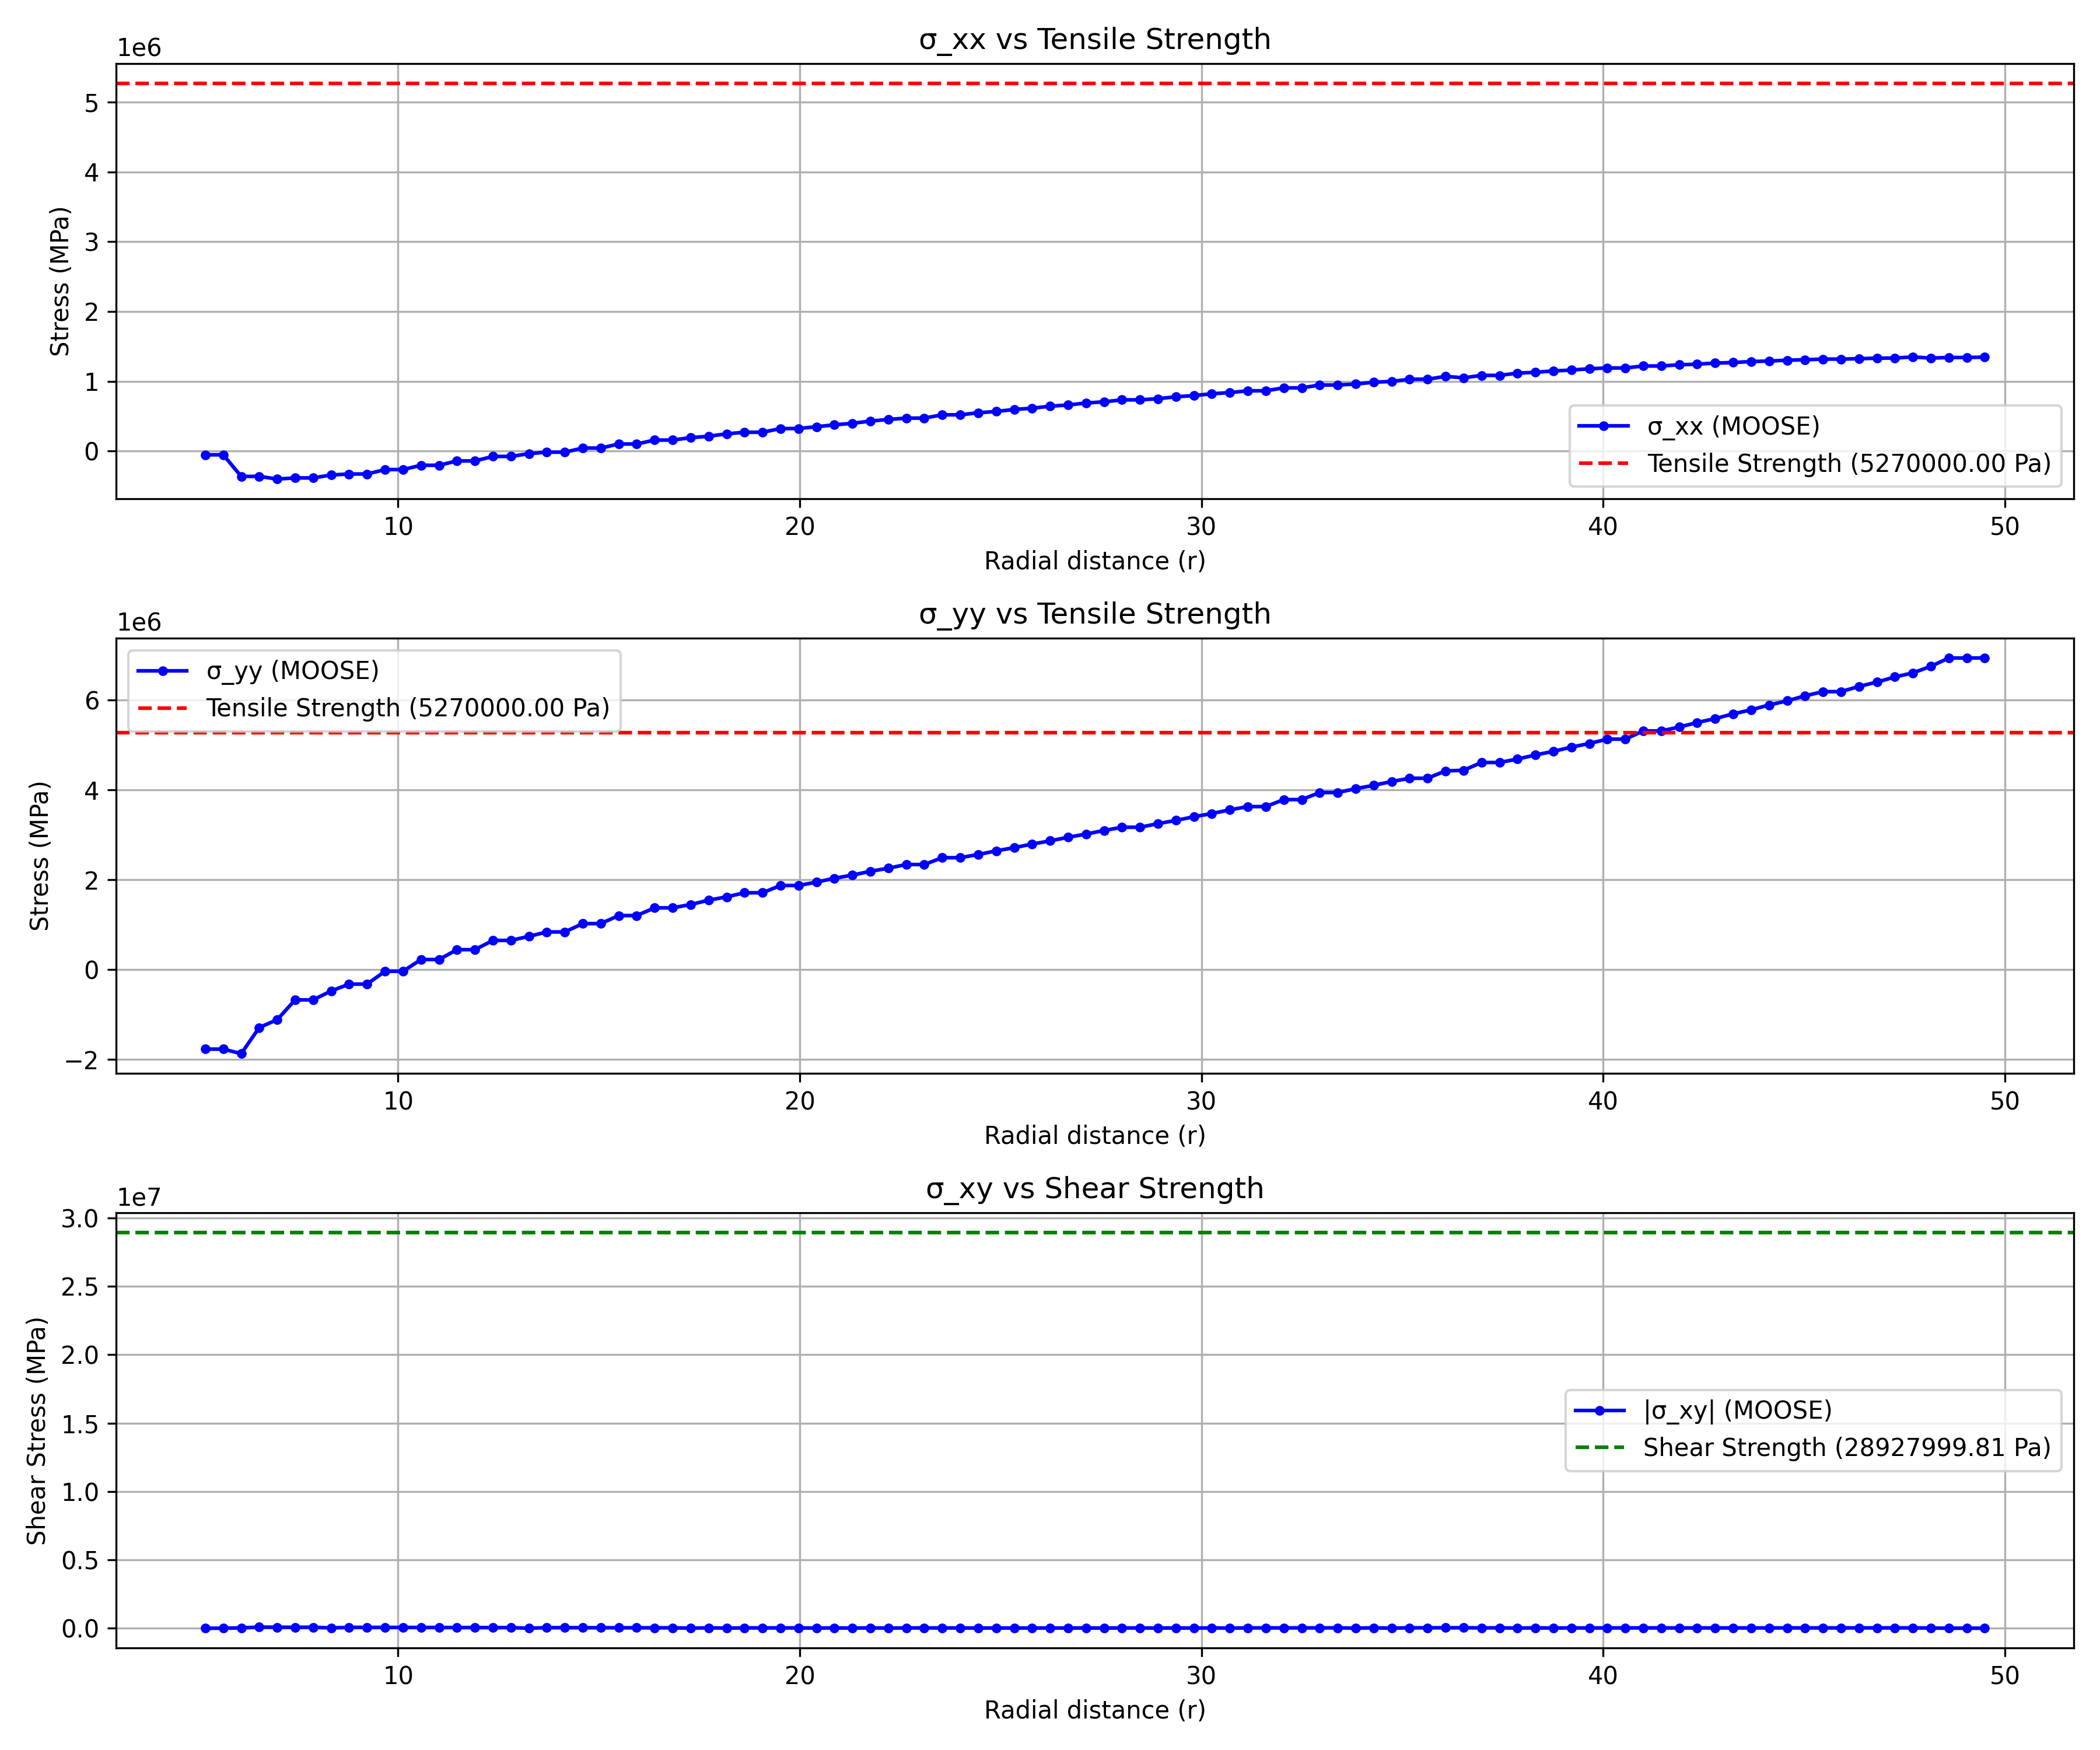 σ_xx vs Tensile Strength
1e6
5
4
3
2
1
0
Stress (MPa)
σ_xx (MOOSE)
Tensile Strength (5270000.00 Pa)
10 20 30 40 50
Radial distance (r)
σ_yy vs Tensile Strength
1e6
σ_yy (MOOSE)
Tensile Strength (5270000.00 Pa)
6
4
2
0
−2
Stress (MPa)
10 20 30 40 50
Radial distance (r)
σ_xy vs Shear Strength
1e7
3.0
2.5
2.0
1.5
1.0
0.5
0.0
Shear Stress (MPa)
|σ_xy| (MOOSE)
Shear Strength (28927999.81 Pa)
10 20 30 40 50
Radial distance (r)